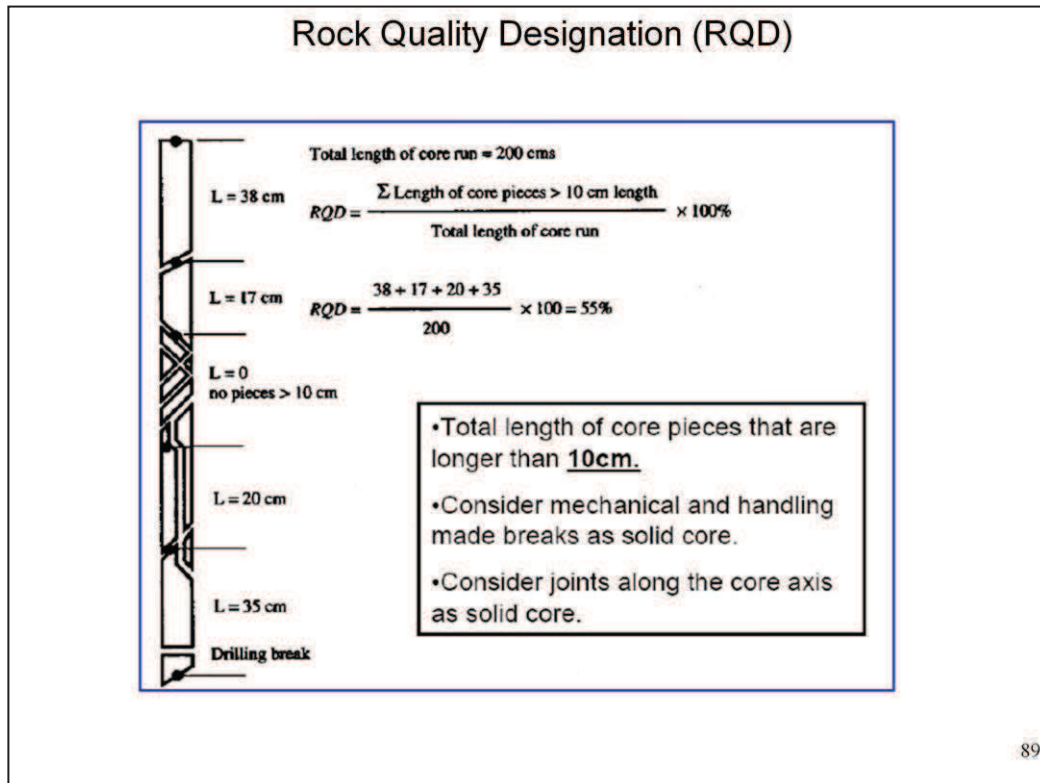 Rock Quality Designation (RQD)
Total length of core run = 200 cms
L = 38 cm
RQD = Σ Length of core pieces > 10 cm length / Total length of core run × 100%
L = 17 cm
RQD = 38 + 17 + 20 + 35 / 200 × 100 = 55%
L = 0
no pieces > 10 cm
•Total length of core pieces that are
longer than 10cm.
•Consider mechanical and handling
made breaks as solid core.
•Consider joints along the core axis
as solid core.
L = 20 cm
L = 35 cm
Drilling break
89